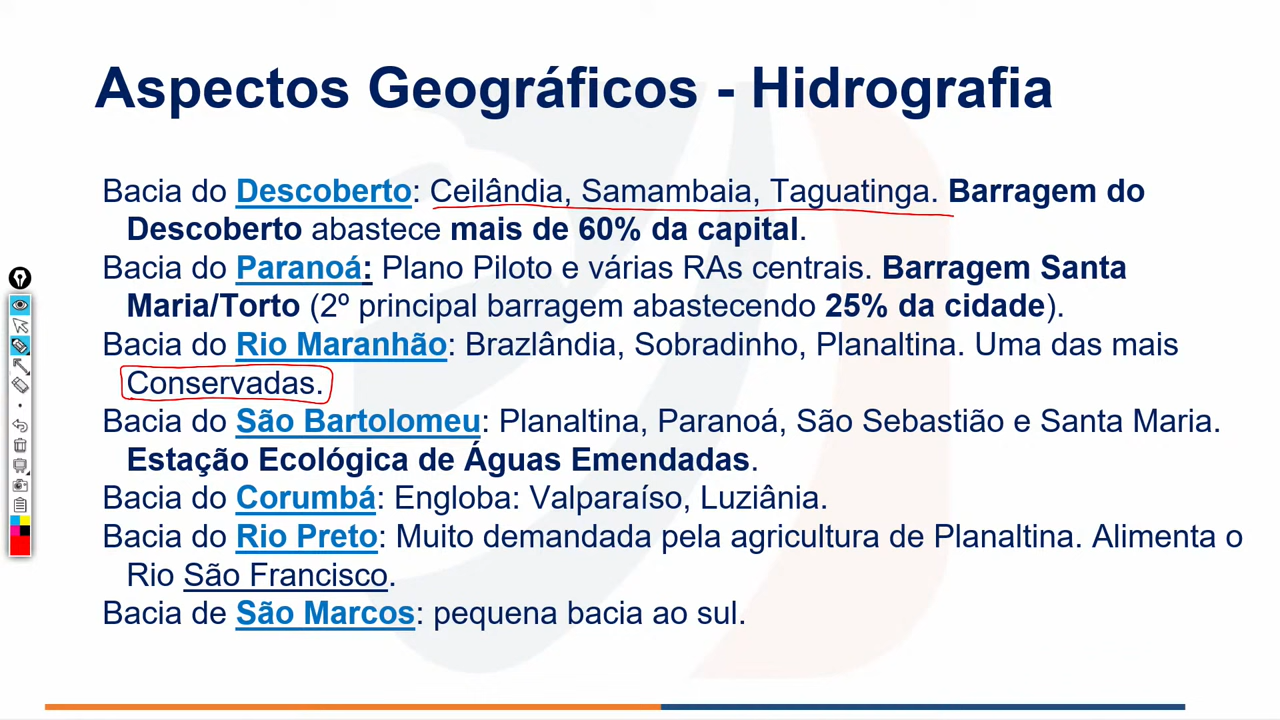 Aspectos Geográficos - Hidrografia
Bacia do Descoberto: Ceilândia, Samambaia, Taguatinga. Barragem do
Descoberto abastece mais de 60% da capital.
Bacia do Paranoá: Plano Piloto e várias RAs centrais. Barragem Santa
Maria/Torto (2º principal barragem abastecendo 25% da cidade).
Bacia do Rio Maranhão: Brazlândia, Sobradinho, Planaltina. Uma das mais
Conservadas.
Bacia do São Bartolomeu: Planaltina, Paranoá, São Sebastião e Santa Maria.
Estação Ecológica de Águas Emendadas.
Bacia do Corumbá: Engloba: Valparaíso, Luziânia.
Bacia do Rio Preto: Muito demandada pela agricultura de Planaltina. Alimenta o
Rio São Francisco.
Bacia de São Marcos: pequena bacia ao sul.